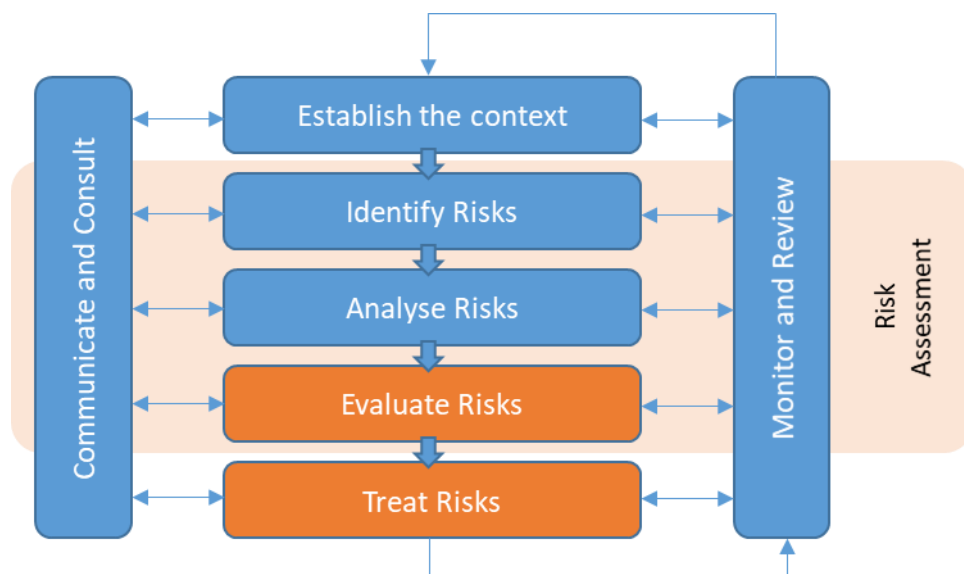 Communicate and Consult
Establish the context
Identify Risks
Analyse Risks
Evaluate Risks
Treat Risks
Monitor and Review
Risk
Assessment